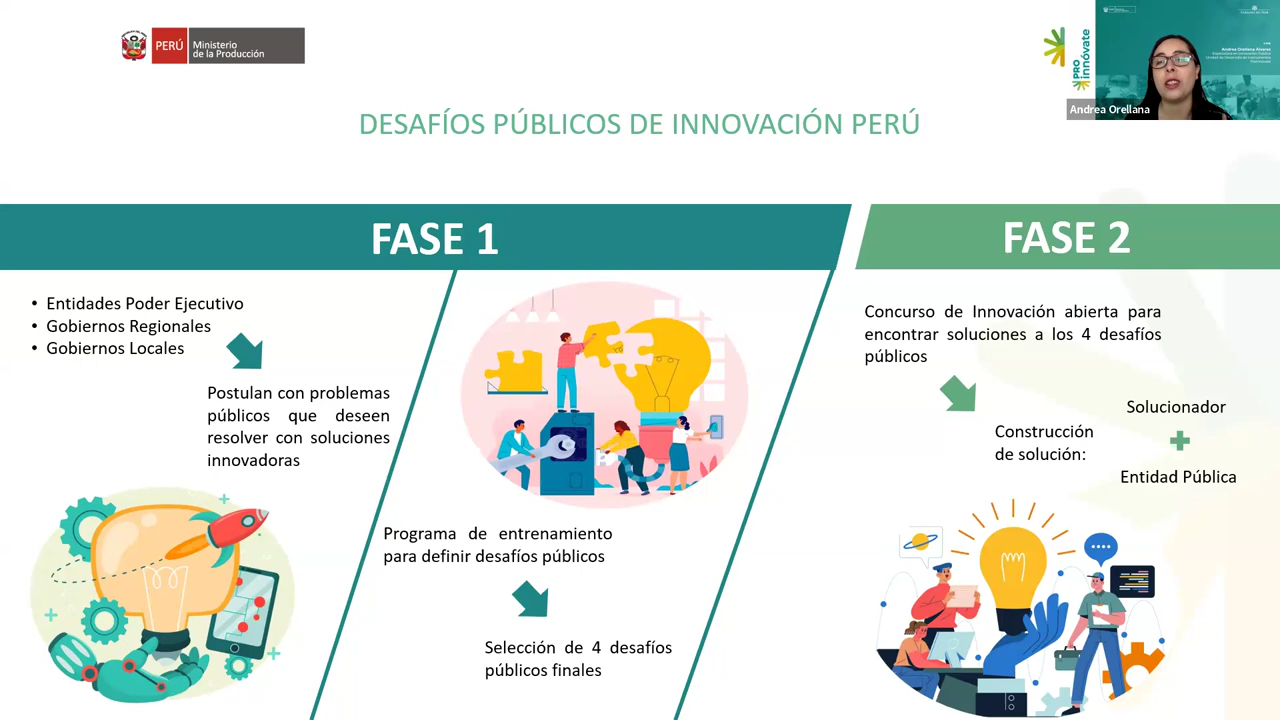 PERÚ
Ministerio
de la Producción
PRO
innóvate
Andrea Orellana Álvarez
Andrea Orellana
DESAFÍOS PÚBLICOS DE INNOVACIÓN PERÚ
FASE 1
FASE 2
• Entidades Poder Ejecutivo
• Gobiernos Regionales
• Gobiernos Locales
Postulan con problemas
públicos que deseen
resolver con soluciones
innovadoras
Programa de entrenamiento
para definir desafíos públicos
Selección de 4 desafíos
públicos finales
Concurso de Innovación abierta para
encontrar soluciones a los 4 desafíos
públicos
Construcción
de solución:
Solucionador
Entidad Pública